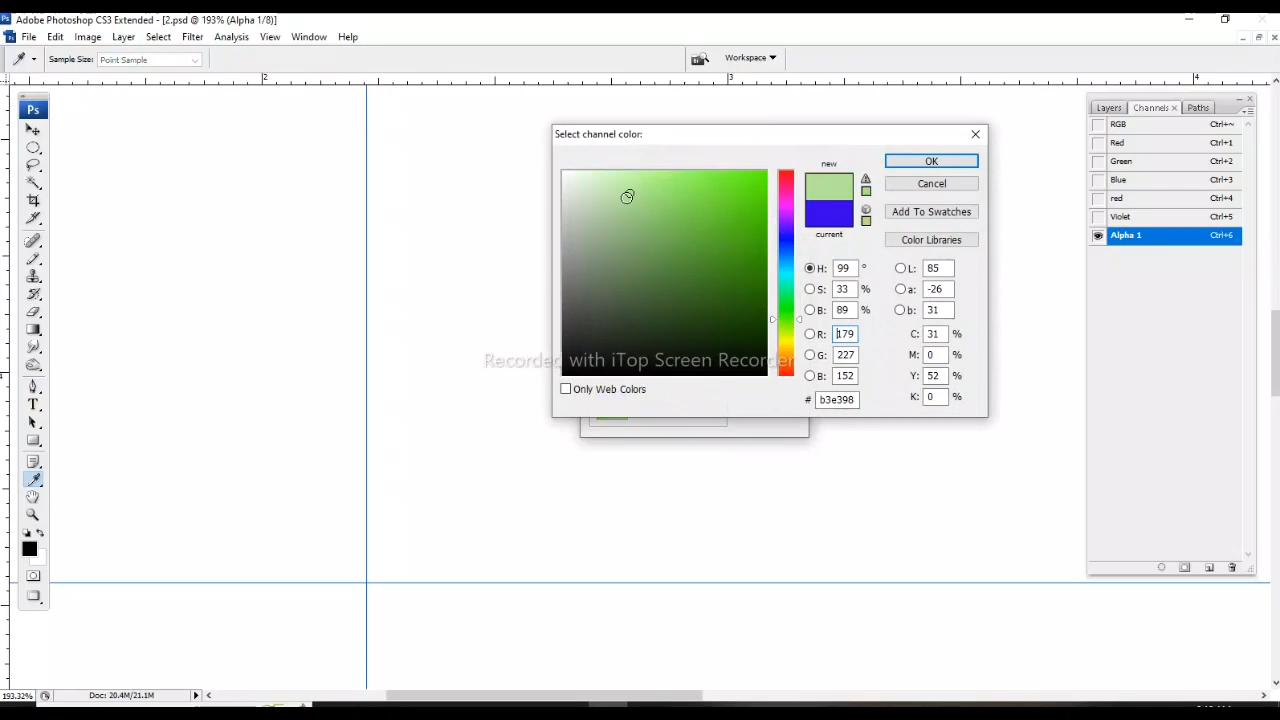 Adobe Photoshop CS3 Extended - [2.psd @ 193% (Alpha 1/8)]
File Edit Image Layer Select Filter Analysis View Window Help
Sample Size: Point Sample
Workspace
2 3 4
Ps
Layers Channels Paths
RGB Ctrl+~
Red Ctrl+1
Green Ctrl+2
Blue Ctrl+3
red Ctrl+4
Violet Ctrl+5
Alpha 1 Ctrl+6
Select channel color:
new
current
OK
Cancel
Add To Swatches
Color Libraries
H: 99 ° L: 85
S: 33 % a: -26
B: 89 % b: 31
R: 179 C: 31 %
G: 227 M: 0 %
B: 152 Y: 52 %
# b3e398 K: 0 %
Only Web Colors
Recorded with iTop Screen Recorder
193.32% Doc: 20.4M/21.1M